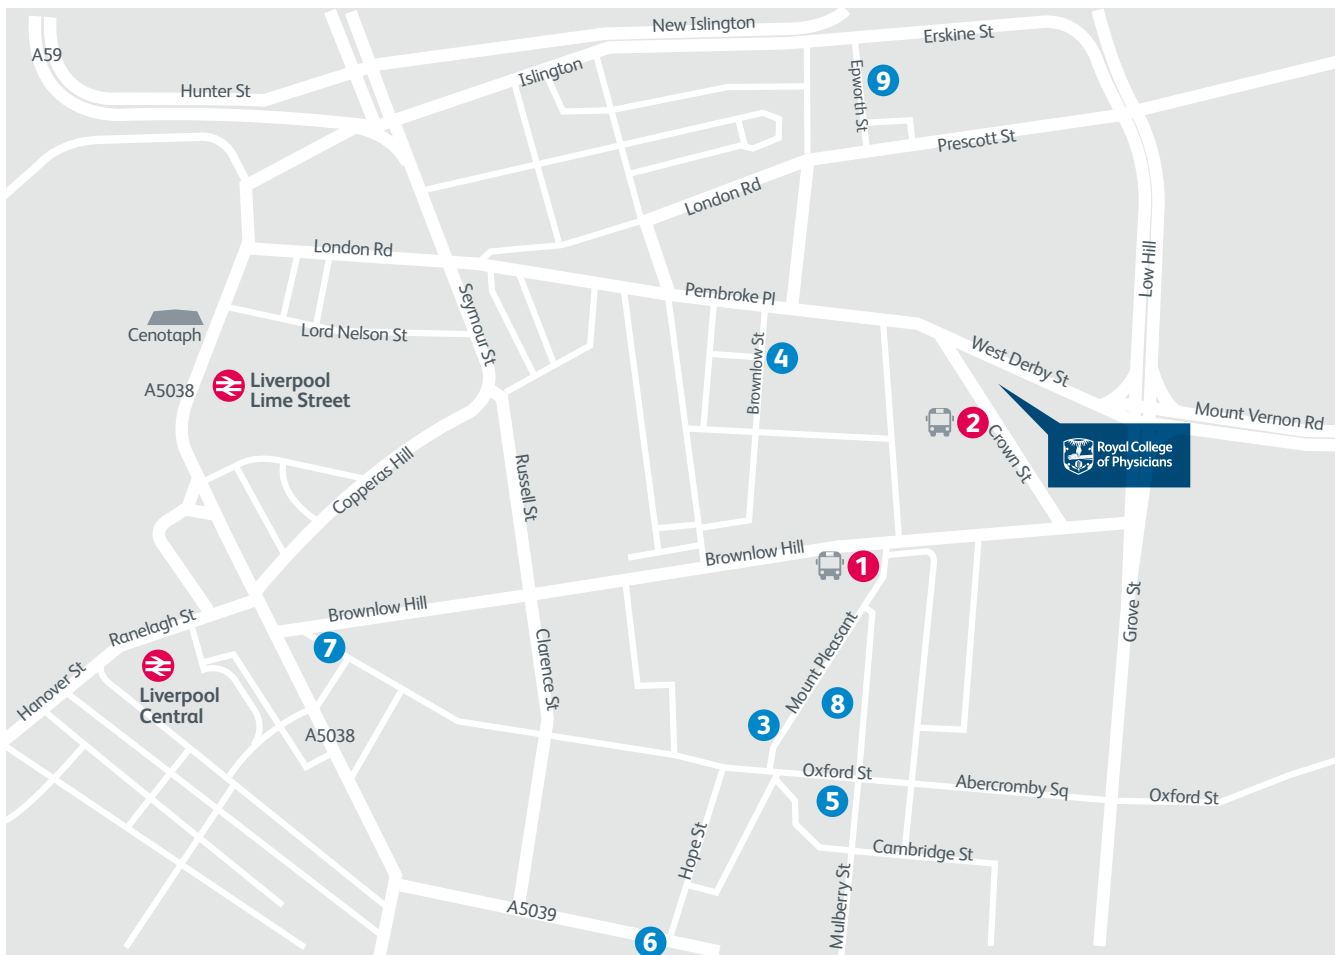 New Islington
Erskine St
A59
Hunter St
Islington
Epworth St
9
Prescott St
London Rd
London Rd
Low Hill
Pembroke Pl
Seymour St
Cenotaph
Lord Nelson St
Brownlow St
4
West Derby St
A5038
Liverpool
Lime Street
Mount Vernon Rd
2
Crown St
Royal College
of Physicians
Copperas Hill
Russell St
Brownlow Hill
1
Brownlow Hill
Ranelagh St
7
Grove St
Clarence St
Mount Pleasant
Hanover St
Liverpool
Central
8
3
A5038
Oxford St
Abercromby Sq
Oxford St
5
Hope St
Cambridge St
Mulberry St
A5039
6